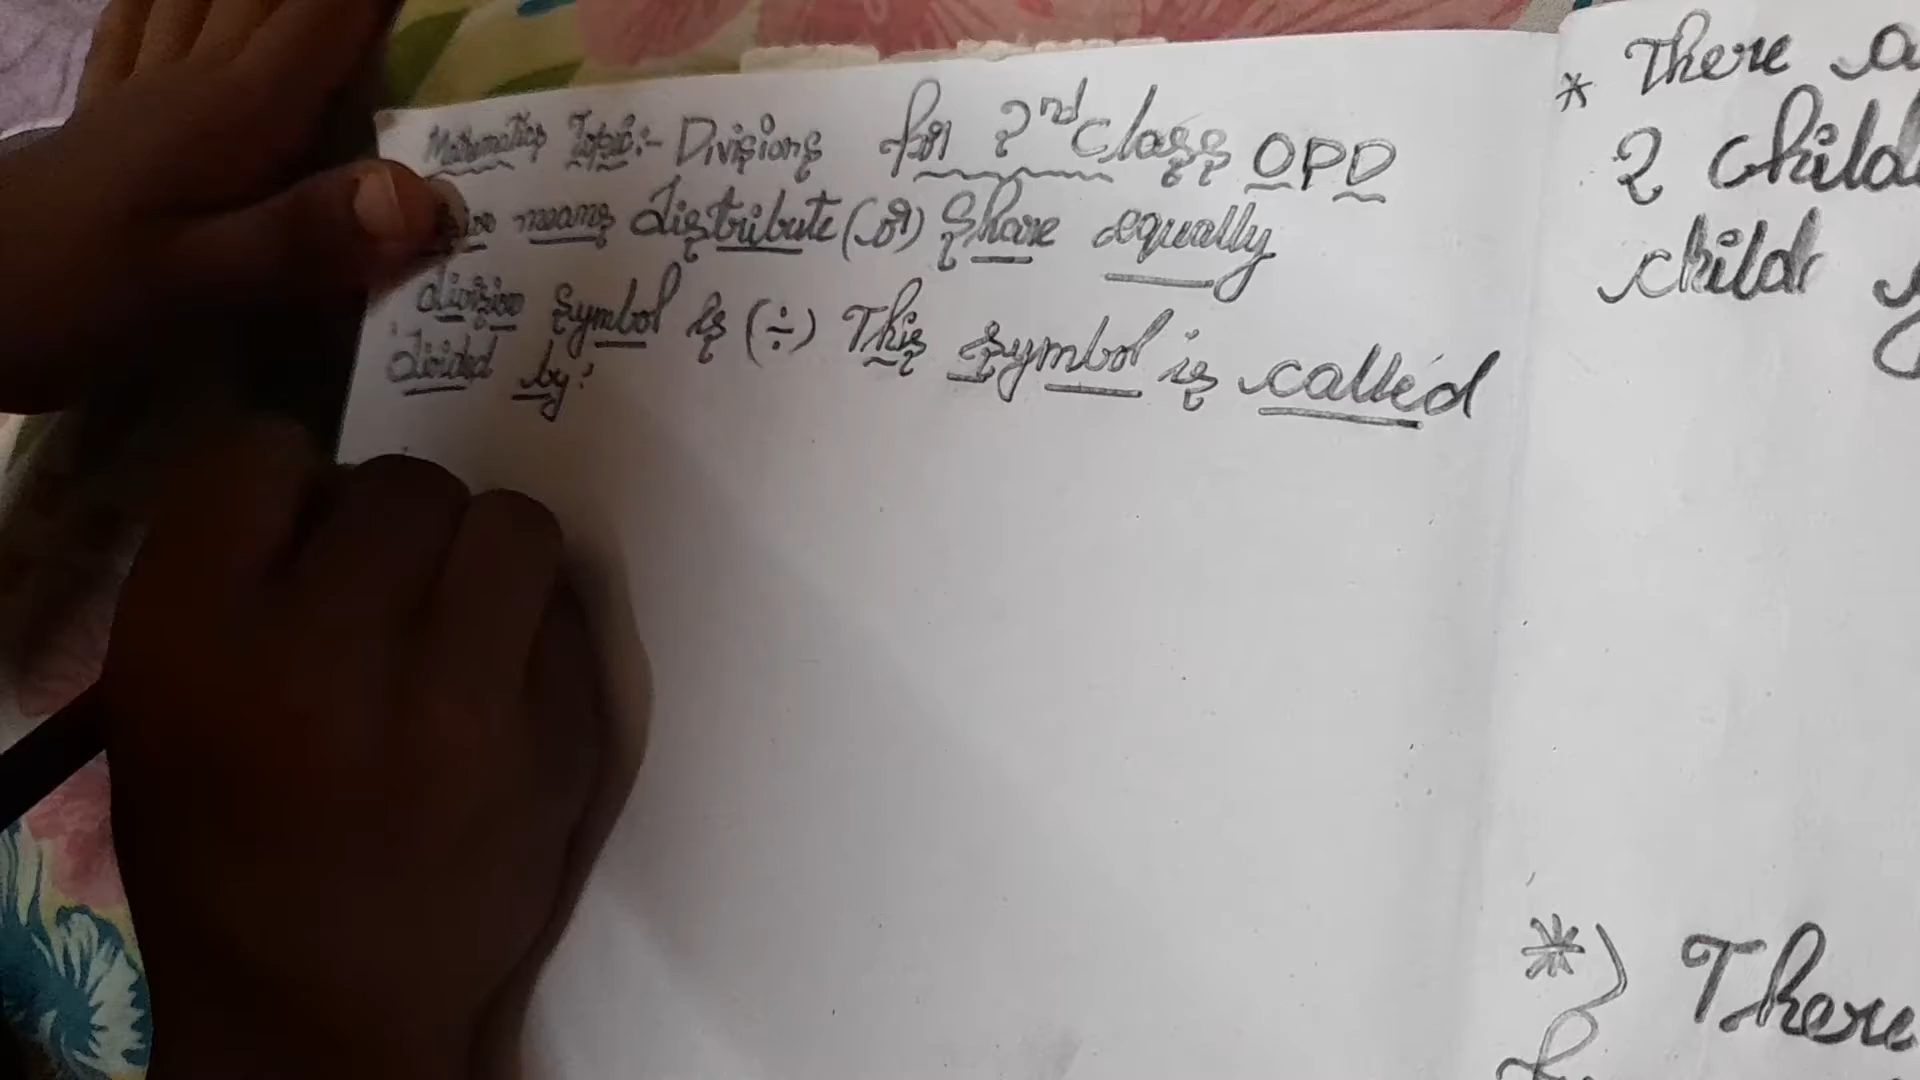 Mathematics Topic:- Divisions for 2nd Class OPD
means distribute (or) Share equally
division symbol is (÷) This symbol is called
divided by:
* There
2 child
child
*) There